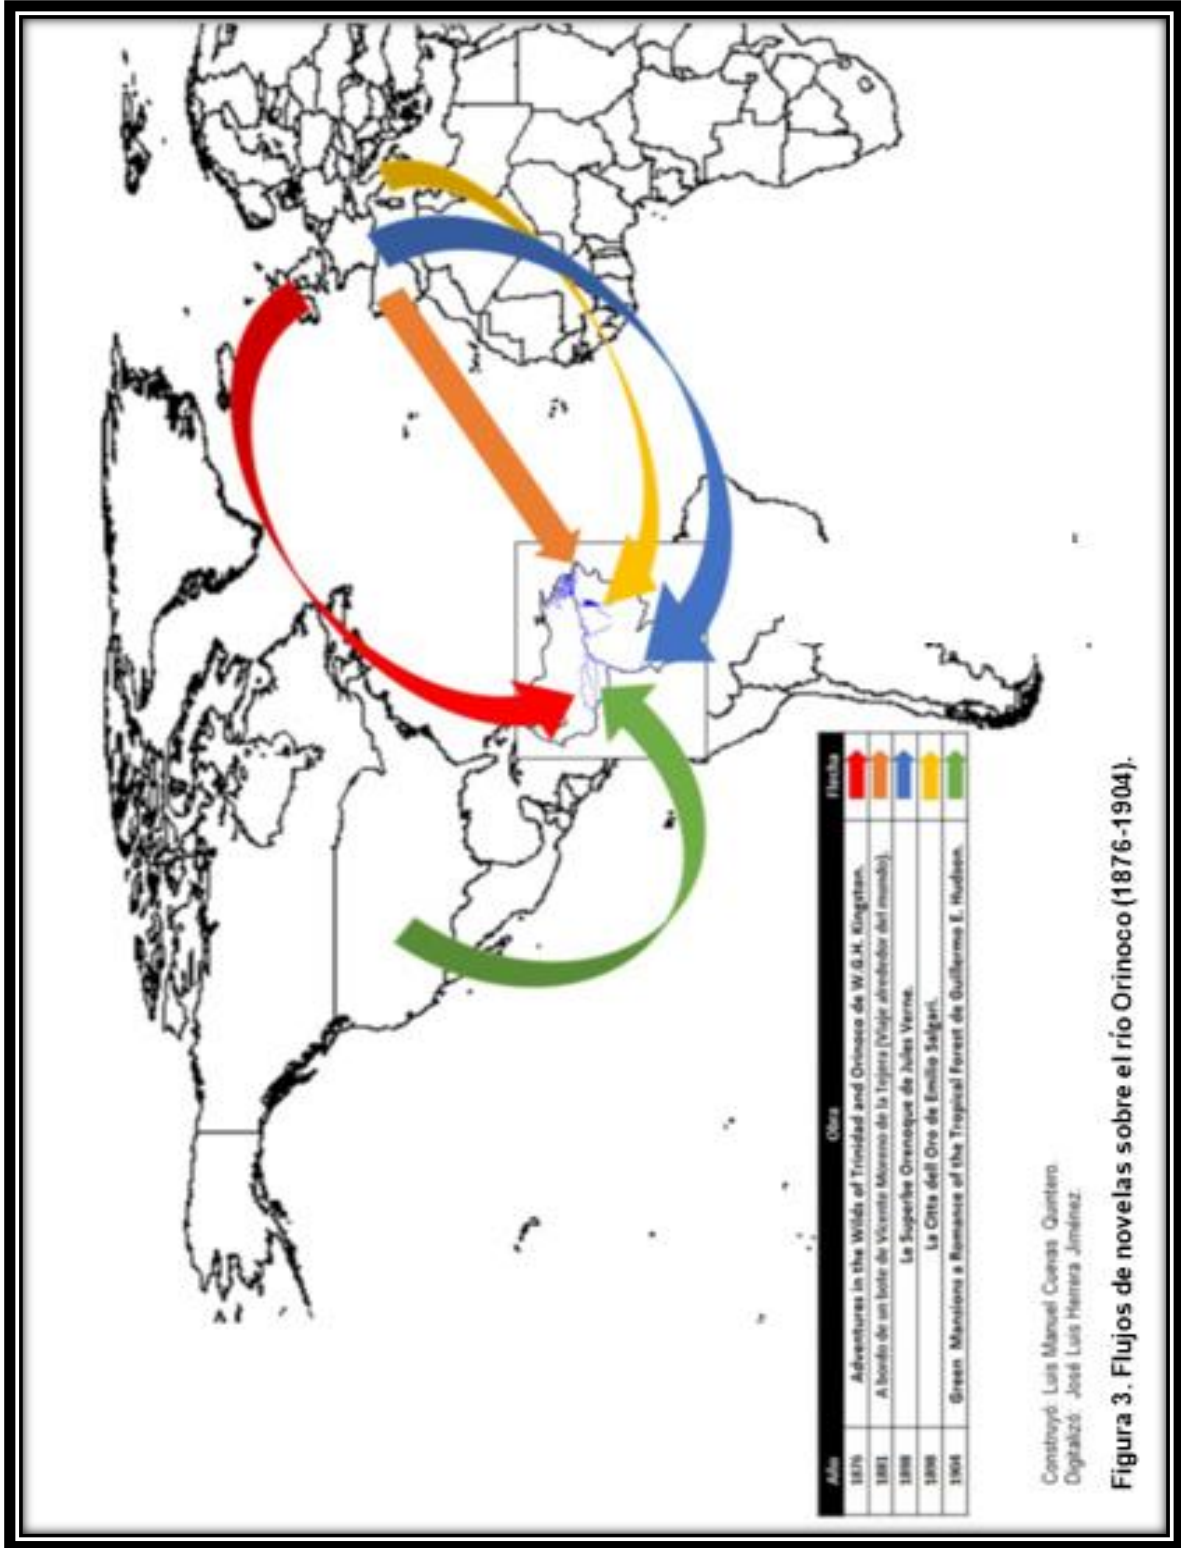 Año Obra Flecha
1876 Adventures in the Wilds of Trinidad and Orinoco de W.G.H. Kingston.
1881 A bordo de un bote de Vicente Moreno de la Tejera (Viaje alrededor del mundo).
1898 Le Superbe Orenoque de Jules Verne.
1898 La Citta dell Oro de Emilio Salgari.
1904 Green Mansions a Romance of the Tropical Forest de Guillermo E. Hudson.
Construyó: Luis Manuel Cuevas Quintero.
Digitalizó: José Luis Herrera Jiménez.
Figura 3. Flujos de novelas sobre el río Orinoco (1876-1904).